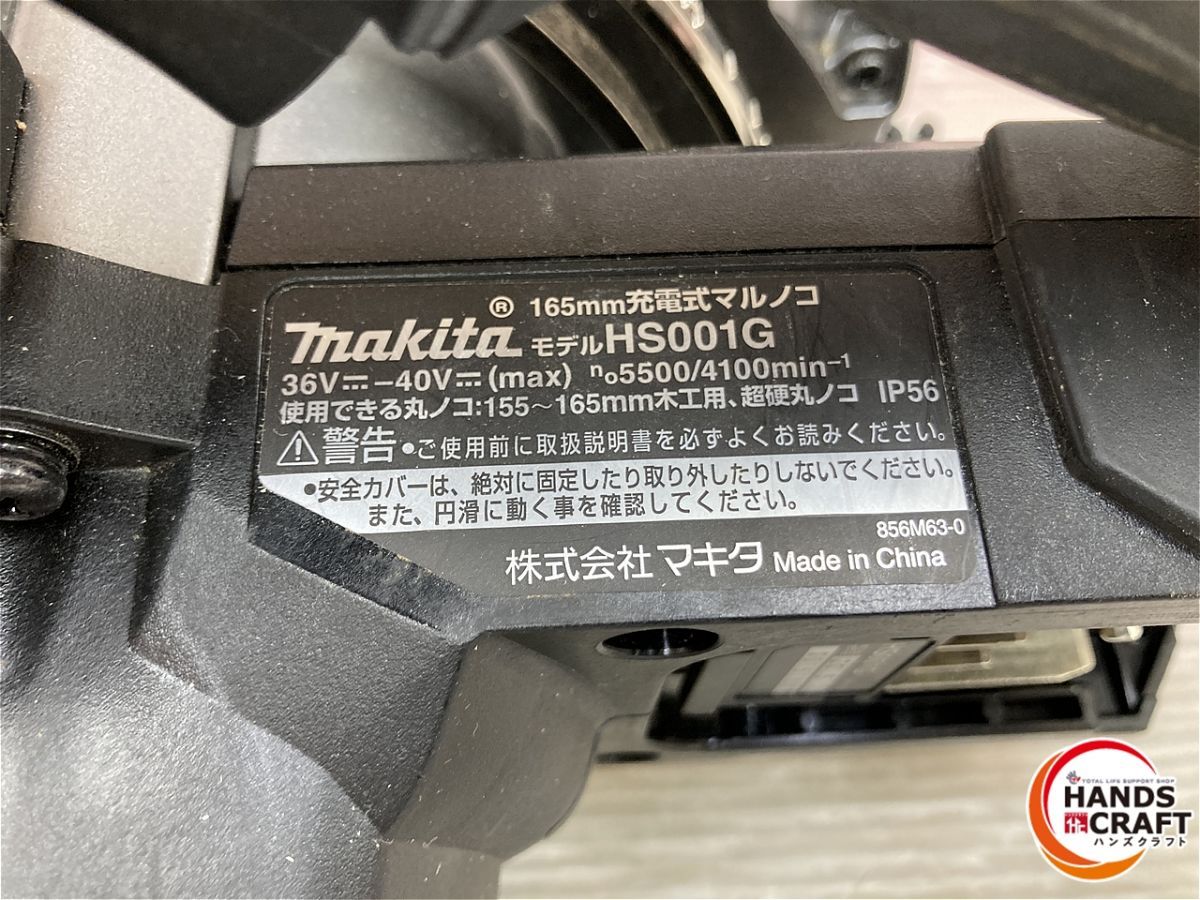 ® 165mm充電式マルノコ
makita モデルHS001G
36V⎓-40V⎓(max) n₀5500/4100min⁻¹
使用できる丸ノコ:155~165mm木工用、超硬丸ノコ IP56
⚠警告 •ご使用前に取扱説明書を必ずよくお読みください。
•安全カバーは、絶対に固定したり取り外したりしないでください。
また、円滑に動く事を確認してください。
856M63-0
株式会社 マキタ Made in China
TOTAL LIFE SUPPORT SHOP
HANDS
CRAFT
ハンズクラフト